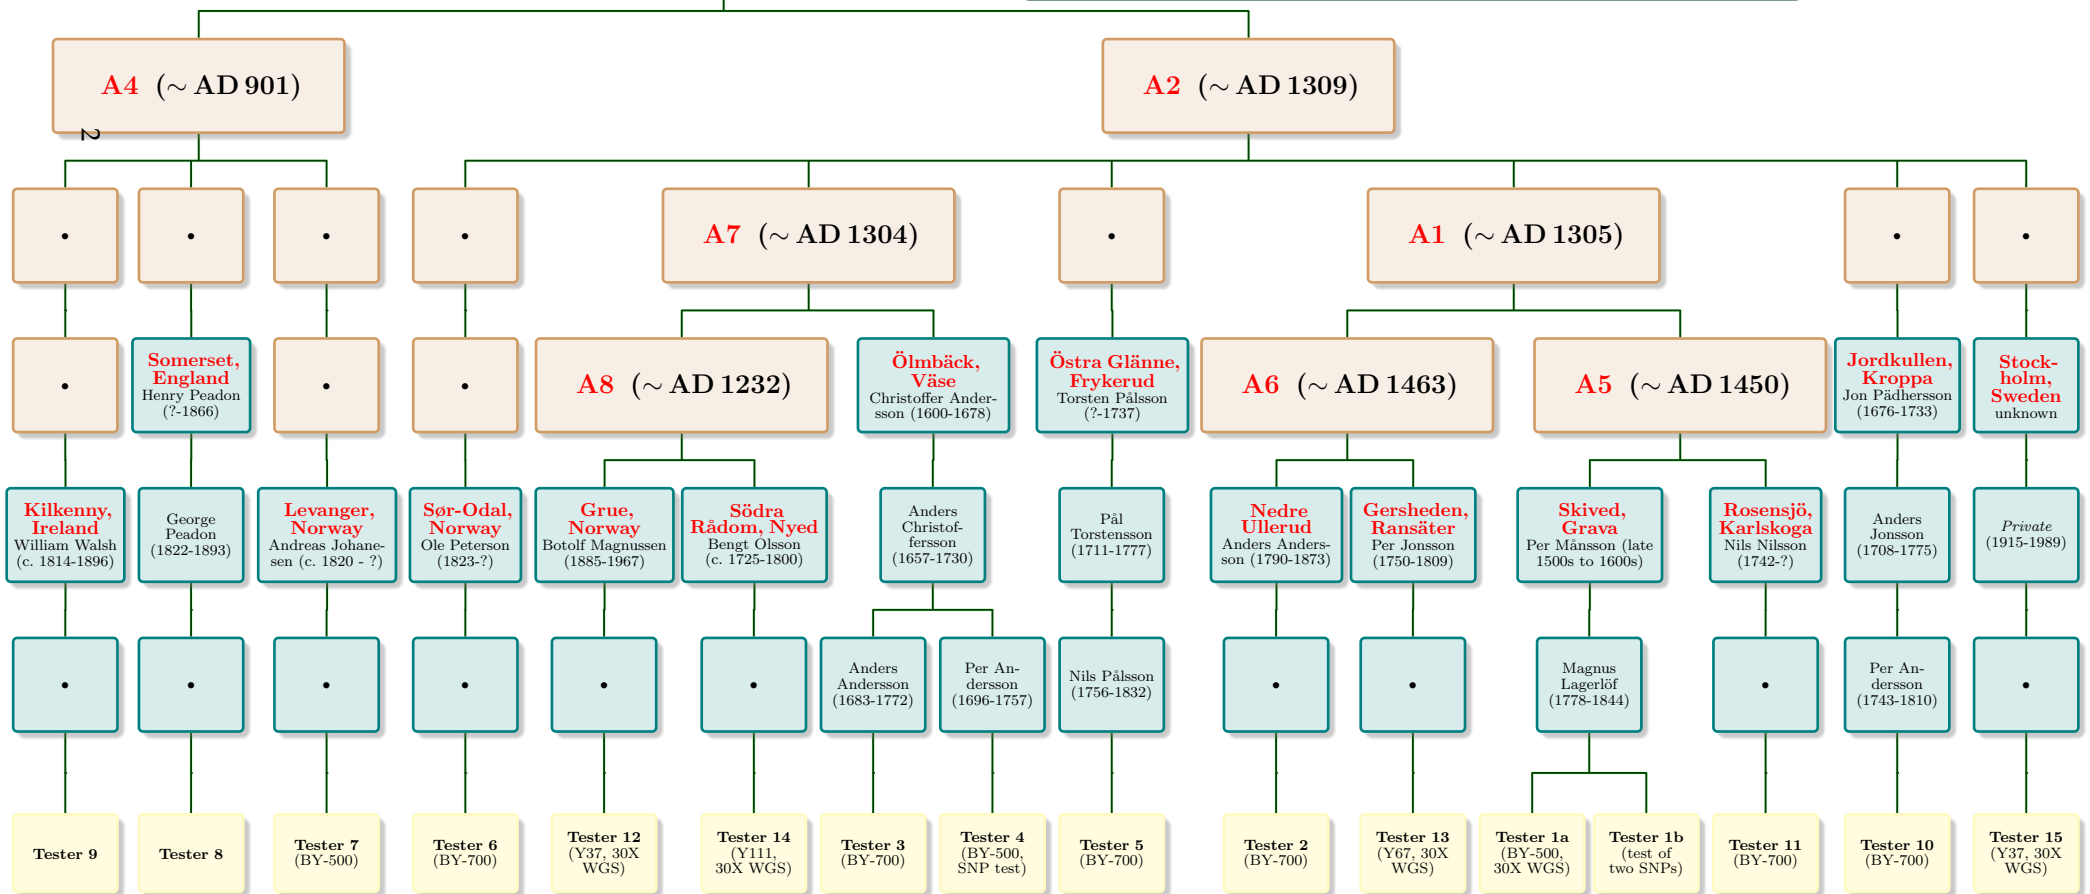 A4 (∼ AD 901)
A2 (∼ AD 1309)
2
•
•
•
•
A7 (∼ AD 1304)
•
A1 (∼ AD 1305)
•
•
•
Somerset,
England
Henry Peadon
(?-1866)
•
•
A8 (∼ AD 1232)
Ölmbäck,
Väse
Christoffer Ander-
sson (1600-1678)
Östra Glänne,
Frykerud
Torsten Pålsson
(?-1737)
A6 (∼ AD 1463)
A5 (∼ AD 1450)
Jordkullen,
Kroppa
Jon Pädhersson
(1676-1733)
Stock-
holm,
Sweden
unknown
Kilkenny,
Ireland
William Walsh
(c. 1814-1896)
George
Peadon
(1822-1893)
Levanger,
Norway
Andreas Johane-
sen (c. 1820 - ?)
Sør-Odal,
Norway
Ole Peterson
(1823-?)
Grue,
Norway
Botolf Magnussen
(1885-1967)
Södra
Rådom, Nyed
Bengt Olsson
(c. 1725-1800)
Anders
Christof-
fersson
(1657-1730)
Pål
Torstensson
(1711-1777)
Nedre
Ullerud
Anders Anders-
son (1790-1873)
Gersheden,
Ransäter
Per Jonsson
(1750-1809)
Skived,
Grava
Per Månsson (late
1500s to 1600s)
Rosensjö,
Karlskoga
Nils Nilsson
(1742-?)
Anders
Jonsson
(1708-1775)
Private
(1915-1989)
•
•
•
•
•
•
Anders
Andersson
(1683-1772)
Per An-
dersson
(1696-1757)
Nils Pålsson
(1756-1832)
•
•
Magnus
Lagerlöf
(1778-1844)
•
Per An-
dersson
(1743-1810)
•
Tester 9
Tester 8
Tester 7
(BY-500)
Tester 6
(BY-700)
Tester 12
(Y37, 30X
WGS)
Tester 14
(Y111,
30X WGS)
Tester 3
(BY-700)
Tester 4
(BY-500,
SNP test)
Tester 5
(BY-700)
Tester 2
(BY-700)
Tester 13
(Y67, 30X
WGS)
Tester 1a
(BY-500,
30X WGS)
Tester 1b
(test of
two SNPs)
Tester 11
(BY-700)
Tester 10
(BY-700)
Tester 15
(Y37, 30X
WGS)